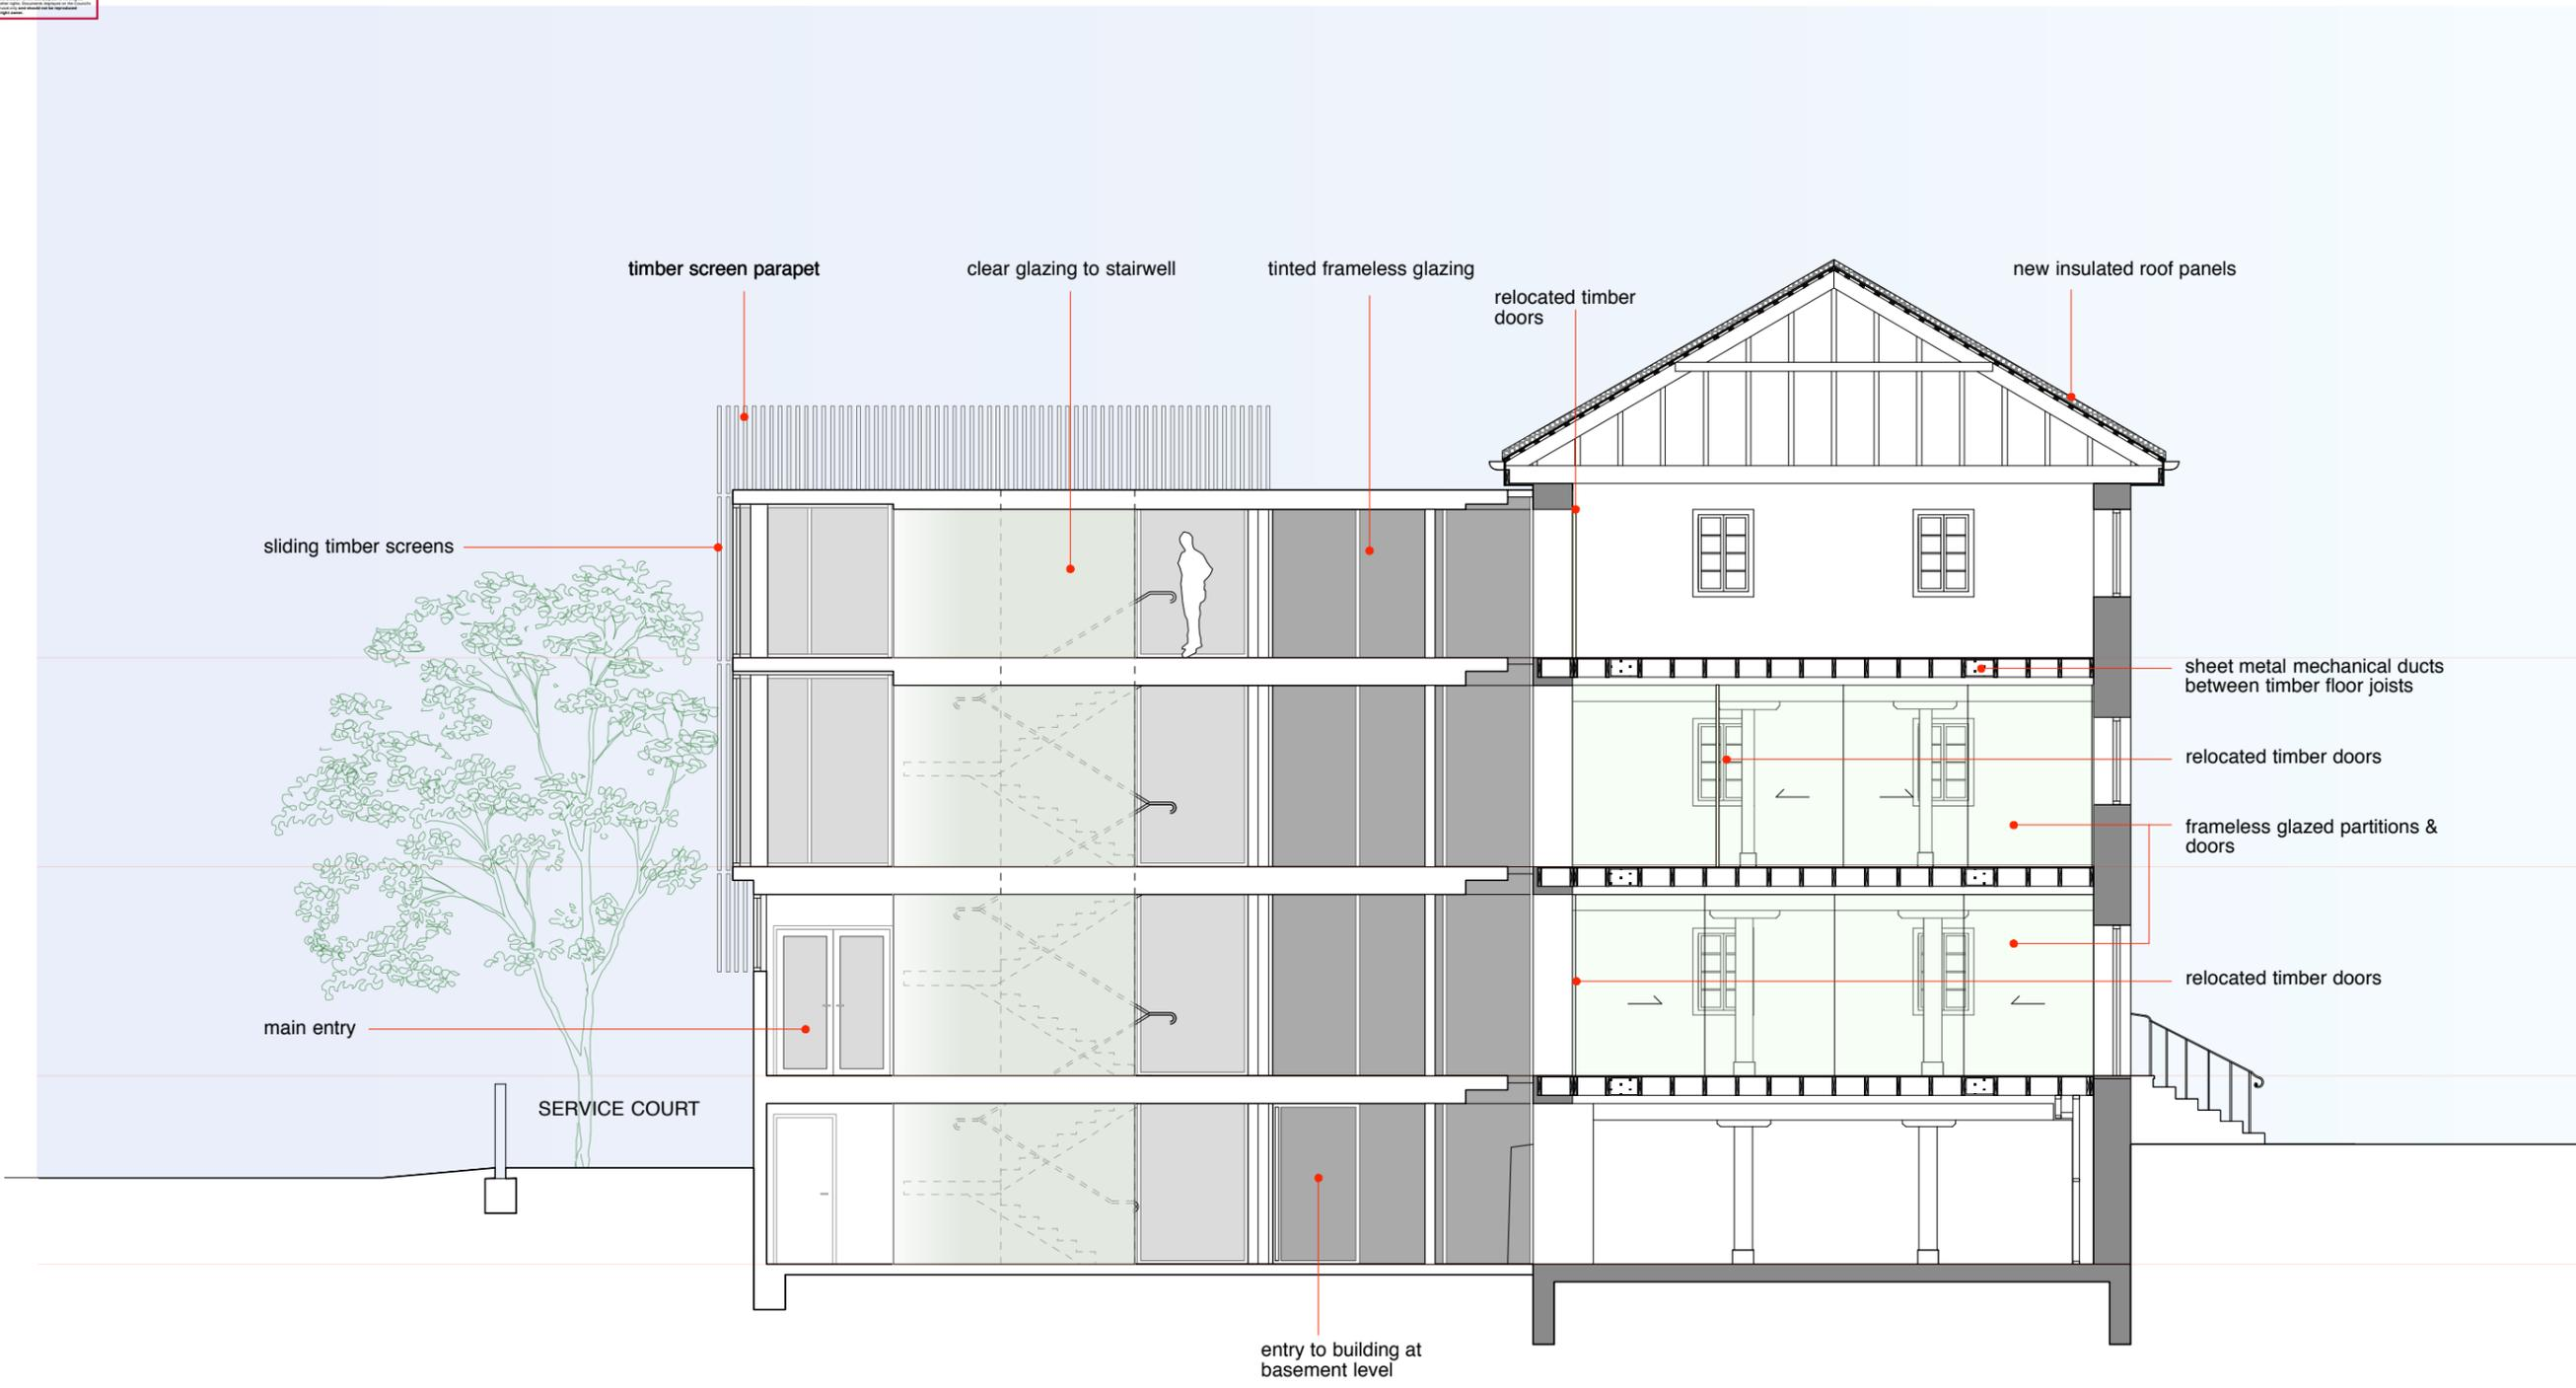 timber screen parapet
clear glazing to stairwell
tinted frameless glazing
relocated timber
doors
new insulated roof panels
sliding timber screens
sheet metal mechanical ducts
between timber floor joists
relocated timber doors
frameless glazed partitions &
doors
relocated timber doors
main entry
SERVICE COURT
entry to building at
basement level